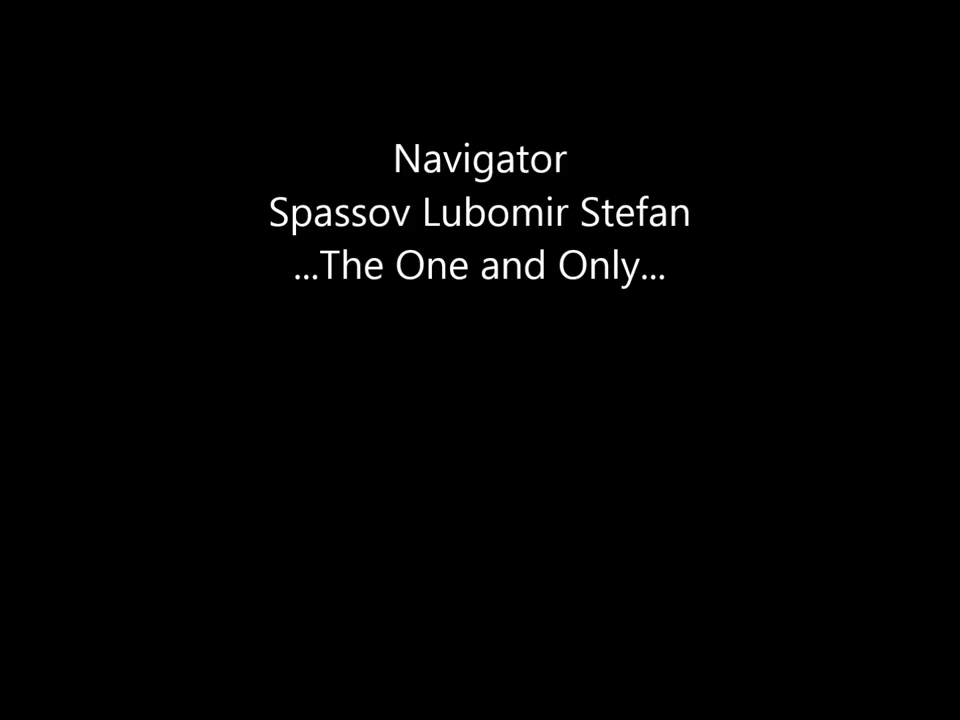 Navigator
Spassov Lubomir Stefan
...The One and Only...